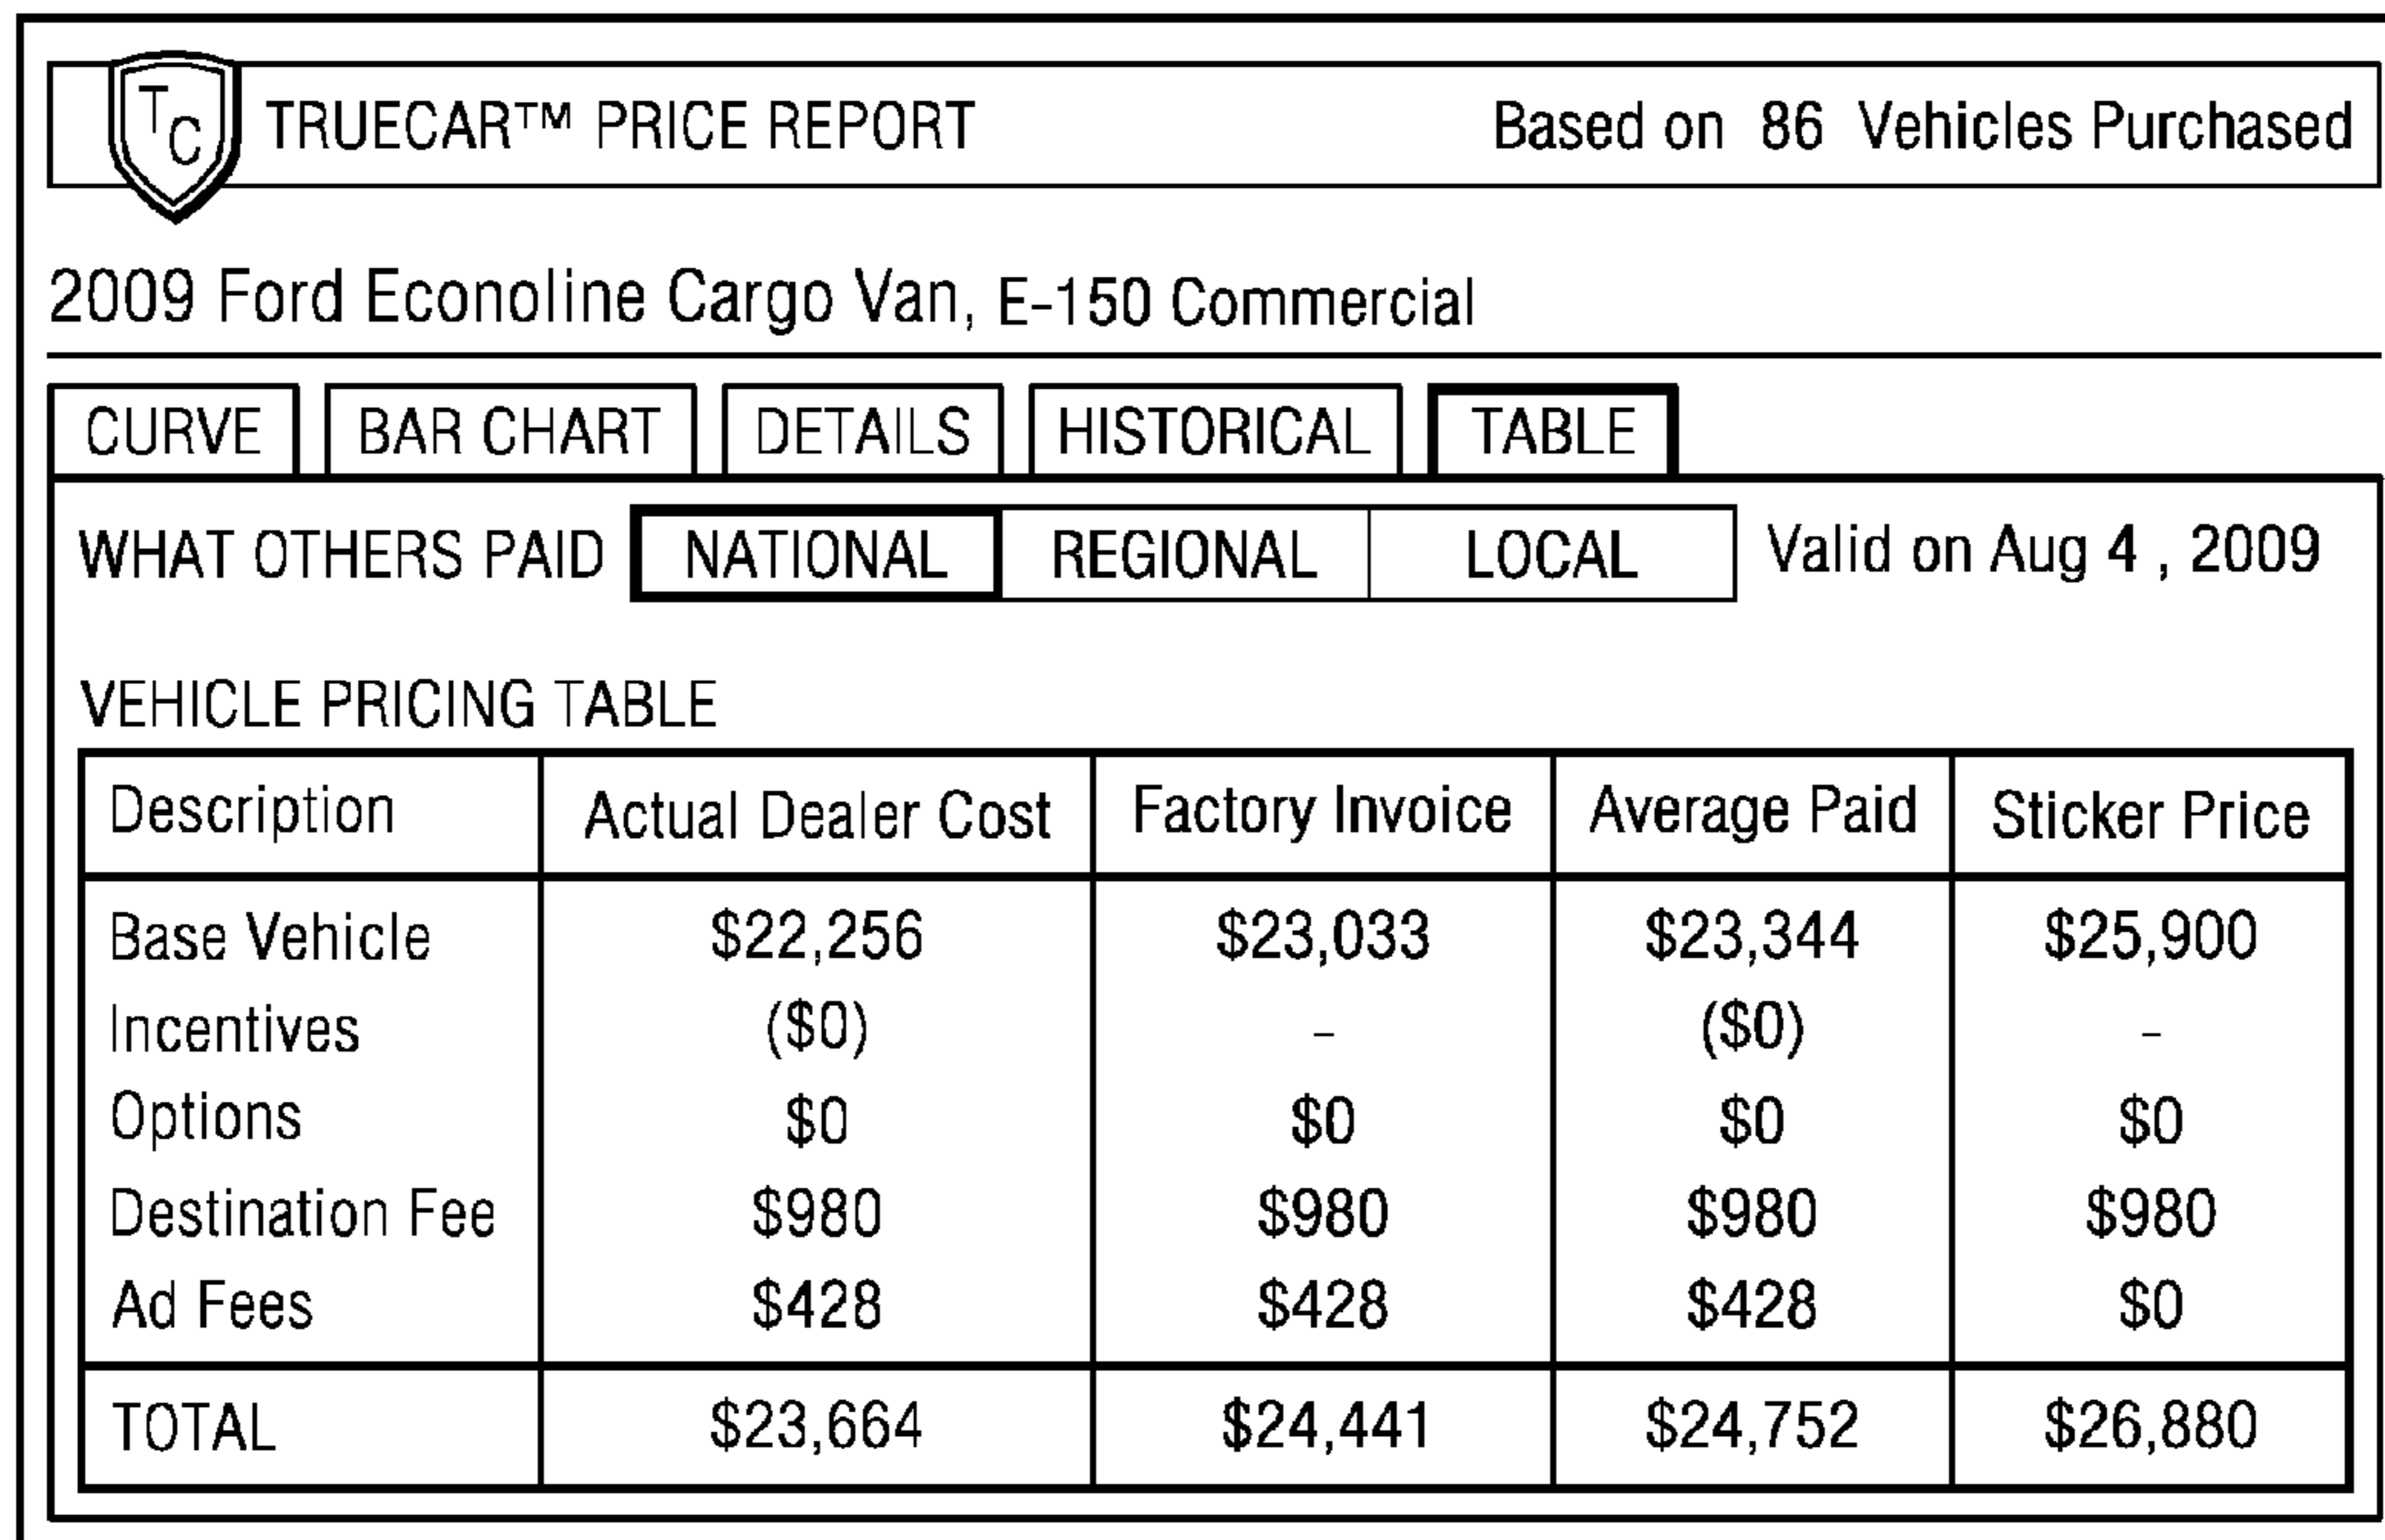 TC TRUECAR™ PRICE REPORT Based on 86 Vehicles Purchased
2009 Ford Econoline Cargo Van, E-150 Commercial
CURVE BAR CHART DETAILS HISTORICAL TABLE
WHAT OTHERS PAID NATIONAL REGIONAL LOCAL Valid on Aug 4 , 2009
VEHICLE PRICING TABLE
Description Actual Dealer Cost Factory Invoice Average Paid Sticker Price
Base Vehicle $22,256 $23,033 $23,344 $25,900
Incentives ($0) - ($0) -
Options $0 $0 $0 $0
Destination Fee $980 $980 $980 $980
Ad Fees $428 $428 $428 $0
TOTAL $23,664 $24,441 $24,752 $26,880